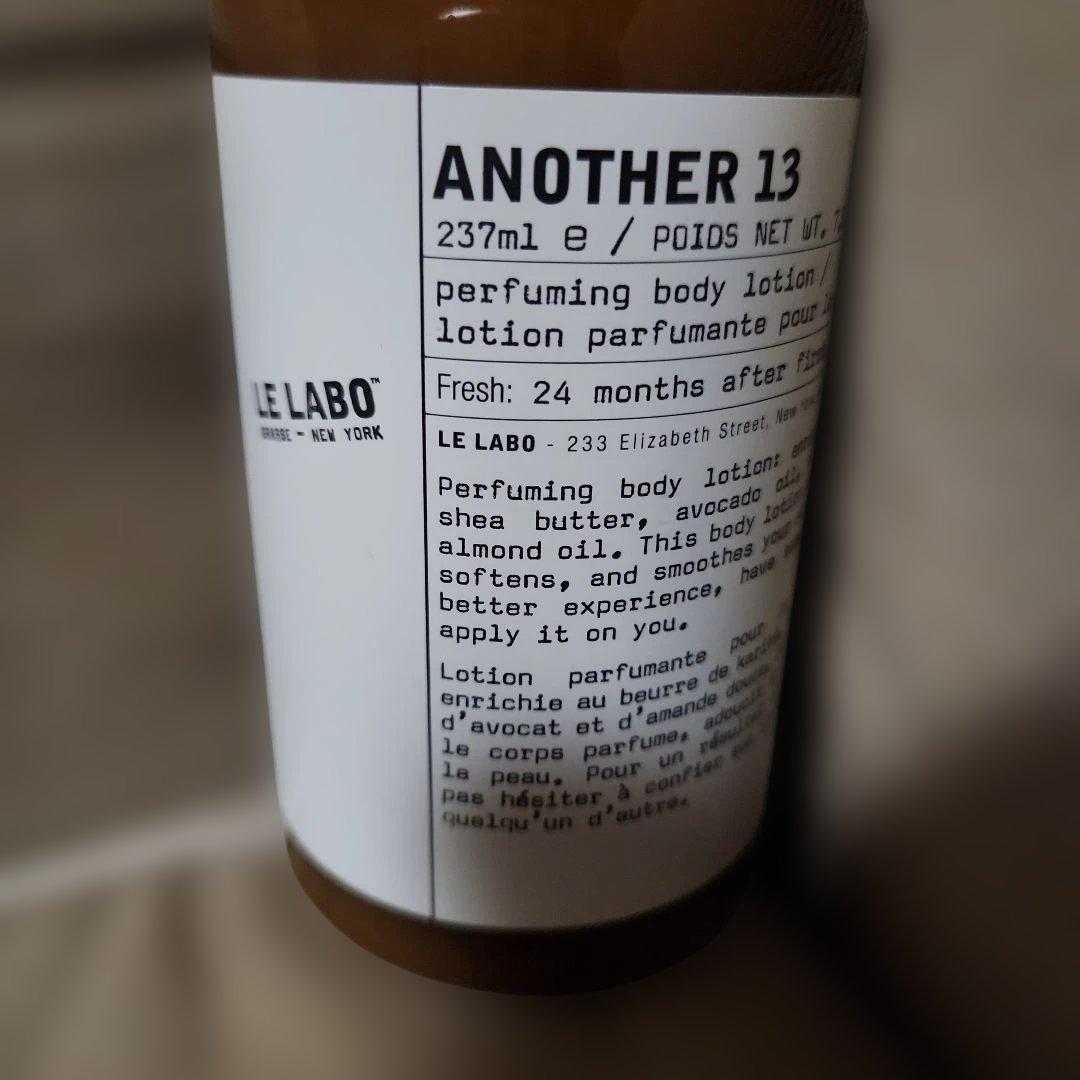 ANOTHER 13
237ml e / POIDS NET WT.
perfuming body lotion /
lotion parfumante pour
Fresh: 24 months after
LE LABO™
GRASSE - NEW YORK
LE LABO - 233 Elizabeth Street, New
Perfuming body lotion:
shea butter, avocado oil,
almond oil. This body
softens, and smoothes
better experience, have
apply it on you.
Lotion parfumante pour
enrichie au beurre de
d'avocat et d'amande douce
le corps parfume, adoucit
la peau. Pour un
pas hésiter à confier
quelqu'un d'autre.